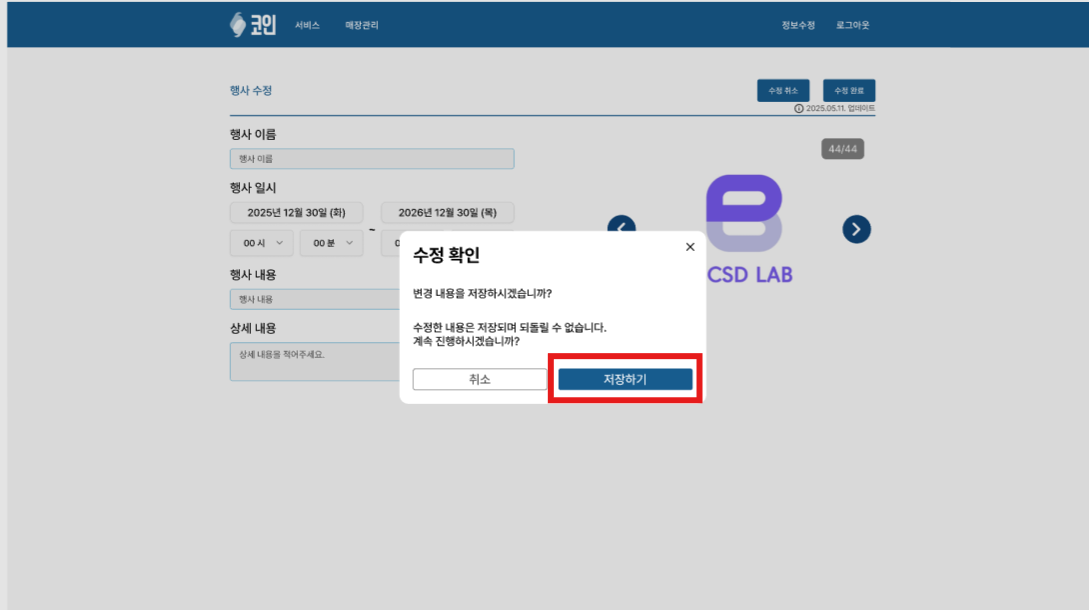 코인 서비스 매장관리 정보수정 로그아웃
행사 수정 수정 취소 수정 완료
2025.05.11. 업데이트
행사 이름
행사 이름
44/44
행사 일시
2025년 12월 30일 (화) 2026년 12월 30일 (목)
~
00 시 00 분 0
행사 내용
행사 내용
상세 내용
상세 내용을 적어주세요.
CSD LAB
수정 확인
변경 내용을 저장하시겠습니까?
수정한 내용은 저장되며 되돌릴 수 없습니다.
계속 진행하시겠습니까?
취소 저장하기